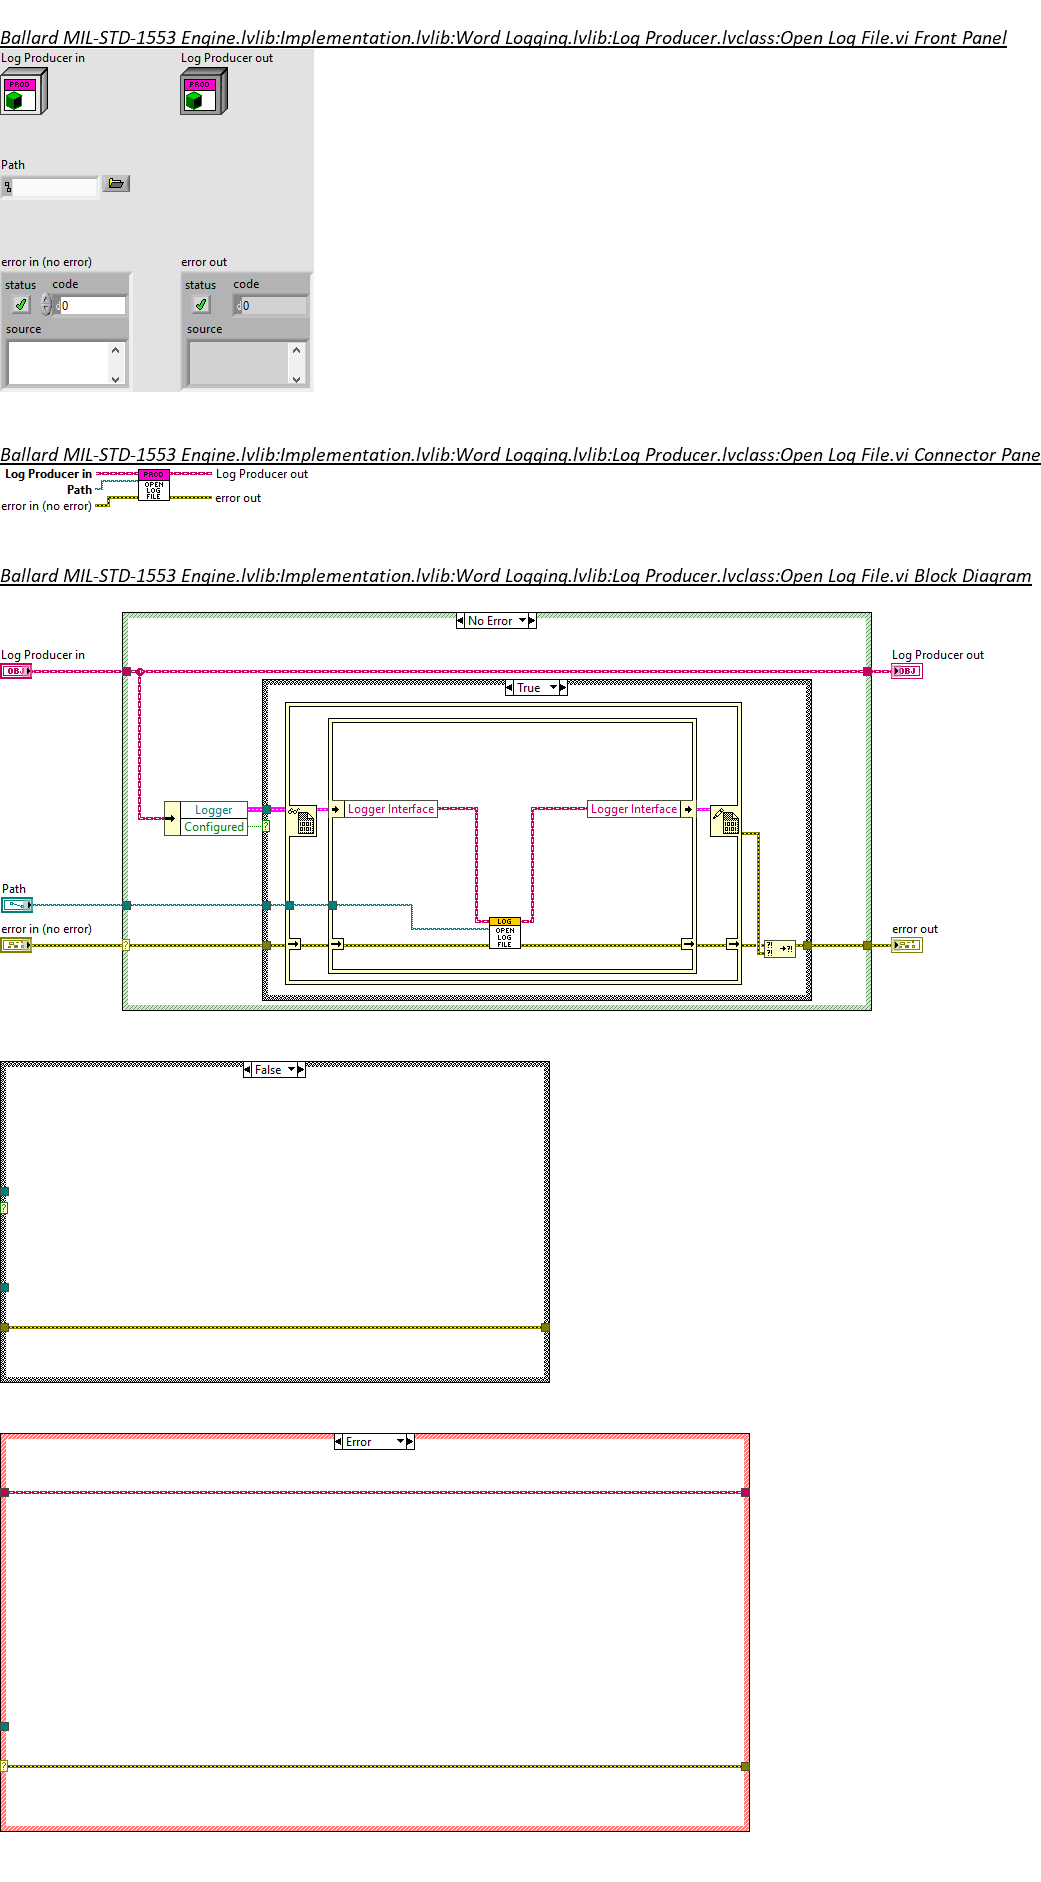 Ballard MIL-STD-1553 Engine.lvlib:Implementation.lvlib:Word Logging.lvlib:Log Producer.lvclass:Open Log File.vi Front Panel
Log Producer in
Log Producer out
PROD
PROD
Path
error in (no error)
error out
status code
status code
0
0
source
source
Ballard MIL-STD-1553 Engine.lvlib:Implementation.lvlib:Word Logging.lvlib:Log Producer.lvclass:Open Log File.vi Connector Pane
Log Producer in
PROD
Log Producer out
Path
OPEN
LOG
FILE
error in (no error)
error out
Ballard MIL-STD-1553 Engine.lvlib:Implementation.lvlib:Word Logging.lvlib:Log Producer.lvclass:Open Log File.vi Block Diagram
No Error
Log Producer in
Log Producer out
OBJ
OBJ
True
Logger
Configured
?
Logger Interface
Logger Interface
Path
error in (no error)
LOG
OPEN
LOG
FILE
error out
?
?!
?!
?!
False
?
Error
?